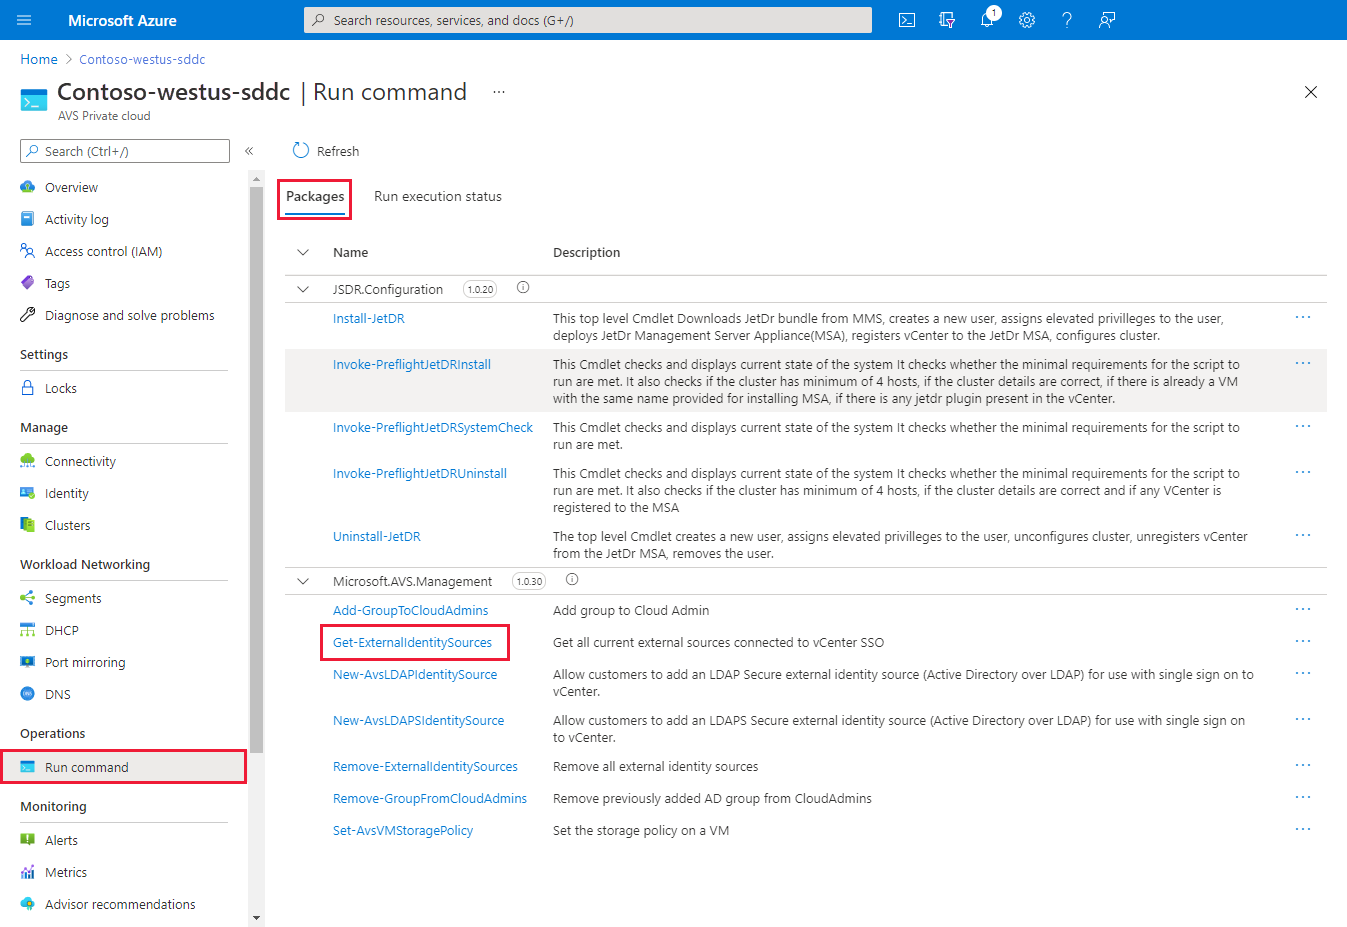 Microsoft Azure
Search resources, services, and docs (G+/)
1
Home > Contoso-westus-sddc
Contoso-westus-sddc | Run command ...
AVS Private cloud
Search (Ctrl+/)
«
Refresh
Overview
Activity log
Access control (IAM)
Tags
Diagnose and solve problems
Settings
Locks
Manage
Connectivity
Identity
Clusters
Workload Networking
Segments
DHCP
Port mirroring
DNS
Operations
Run command
Monitoring
Alerts
Metrics
Advisor recommendations
Packages
Run execution status
Name
Description
JSDR.Configuration 1.0.20
Install-JetDR
This top level Cmdlet Downloads JetDr bundle from MMS, creates a new user, assigns elevated privilleges to the user,
deploys JetDr Management Server Appliance(MSA), registers vCenter to the JetDr MSA, configures cluster.
Invoke-PreflightJetDRInstall
This Cmdlet checks and displays current state of the system It checks whether the minimal requirements for the script to
run are met. It also checks if the cluster has minimum of 4 hosts, if the cluster details are correct, if there is already a VM
with the same name provided for installing MSA, if there is any jetdr plugin present in the vCenter.
Invoke-PreflightJetDRSystemCheck
This Cmdlet checks and displays current state of the system It checks whether the minimal requirements for the script to
run are met.
Invoke-PreflightJetDRUninstall
This Cmdlet checks and displays current state of the system It checks whether the minimal requirements for the script to
run are met. It also checks if the cluster has minimum of 4 hosts, if the cluster details are correct and if any VCenter is
registered to the MSA
Uninstall-JetDR
The top level Cmdlet creates a new user, assigns elevated privilleges to the user, unconfigures cluster, unregisters vCenter
from the JetDr MSA, removes the user.
Microsoft.AVS.Management 1.0.30
Add-GroupToCloudAdmins
Add group to Cloud Admin
Get-ExternalIdentitySources
Get all current external sources connected to vCenter SSO
New-AvsLDAPIdentitySource
Allow customers to add an LDAP Secure external identity source (Active Directory over LDAP) for use with single sign on to
vCenter.
New-AvsLDAPSIdentitySource
Allow customers to add an LDAPS Secure external identity source (Active Directory over LDAP) for use with single sign on
to vCenter.
Remove-ExternalIdentitySources
Remove all external identity sources
Remove-GroupFromCloudAdmins
Remove previously added AD group from CloudAdmins
Set-AvsVMStoragePolicy
Set the storage policy on a VM